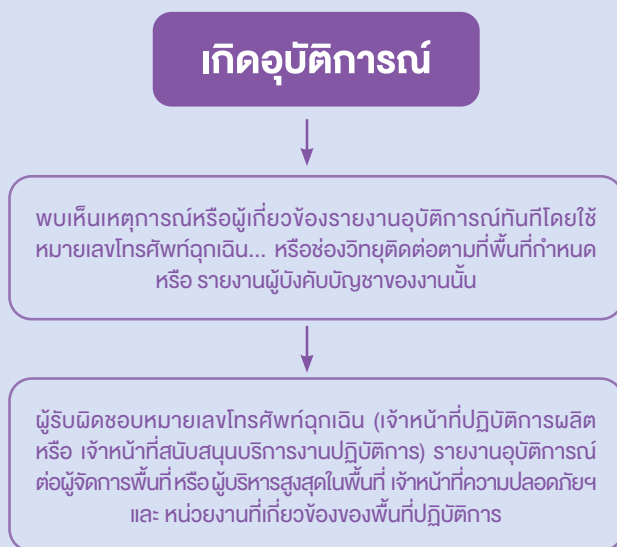 เกิดอุบัติการณ์
พบเห็นเหตุการณ์หรือผู้เกี่ยวข้องรายงานอุบัติการณ์ทันทีโดยใช้
หมายเลขโทรศัพท์ฉุกเฉิน... หรือช่องวิทยุติดต่อตามที่พื้นที่กำหนด
หรือ รายงานผู้บังคับบัญชาของงานนั้น
ผู้รับผิดชอบหมายเลขโทรศัพท์ฉุกเฉิน (เจ้าหน้าที่ปฏิบัติการผลิต
หรือ เจ้าหน้าที่สนับสนุนบริการงานปฏิบัติการ) รายงานอุบัติการณ์
ต่อผู้จัดการพื้นที่ หรือ ผู้บริหารสูงสุดในพื้นที่ เจ้าหน้าที่ความปลอดภัยฯ
และ หน่วยงานที่เกี่ยวข้องของพื้นที่ปฏิบัติการ